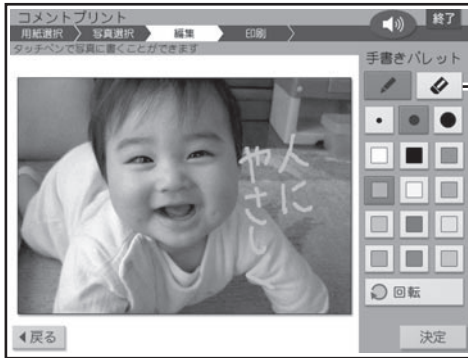 コメントプリント
終了
用紙選択 写真選択 編集 印刷
タッチペンで写真に書くことができます
手書きパレット
人に
やさし
回転
戻る
決定